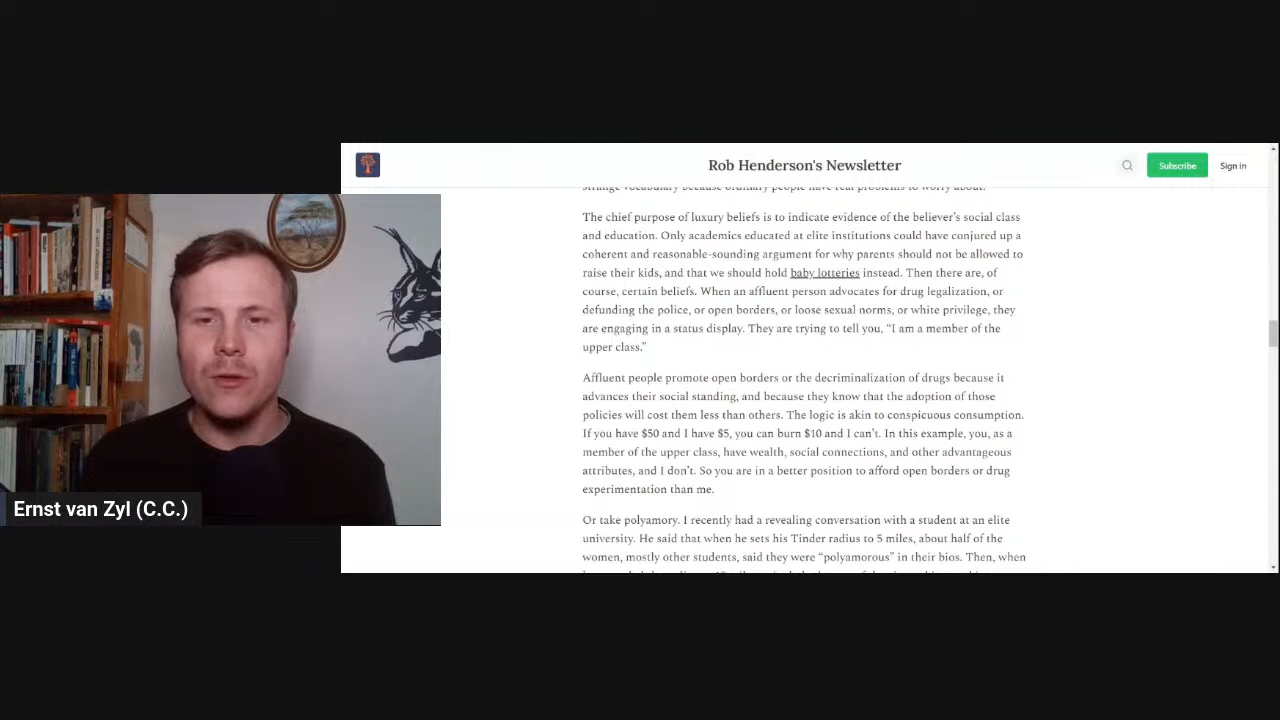 Rob Henderson's Newsletter
Subscribe
Sign in
strange vocabulary because ordinary people have real problems to worry about.
The chief purpose of luxury beliefs is to indicate evidence of the believer's social class
and education. Only academics educated at elite institutions could have conjured up a
coherent and reasonable-sounding argument for why parents should not be allowed to
raise their kids, and that we should hold baby lotteries instead. Then there are, of
course, certain beliefs. When an affluent person advocates for drug legalization, or
defunding the police, or open borders, or loose sexual norms, or white privilege, they
are engaging in a status display. They are trying to tell you, “I am a member of the
upper class.”
Affluent people promote open borders or the decriminalization of drugs because it
advances their social standing, and because they know that the adoption of those
policies will cost them less than others. The logic is akin to conspicuous consumption.
If you have $50 and I have $5, you can burn $10 and I can’t. In this example, you, as a
member of the upper class, have wealth, social connections, and other advantageous
attributes, and I don’t. So you are in a better position to afford open borders or drug
experimentation than me.
Or take polyamory. I recently had a revealing conversation with a student at an elite
university. He said that when he sets his Tinder radius to 5 miles, about half of the
women, mostly other students, said they were “polyamorous” in their bios. Then, when
Ernst van Zyl (C.C.)